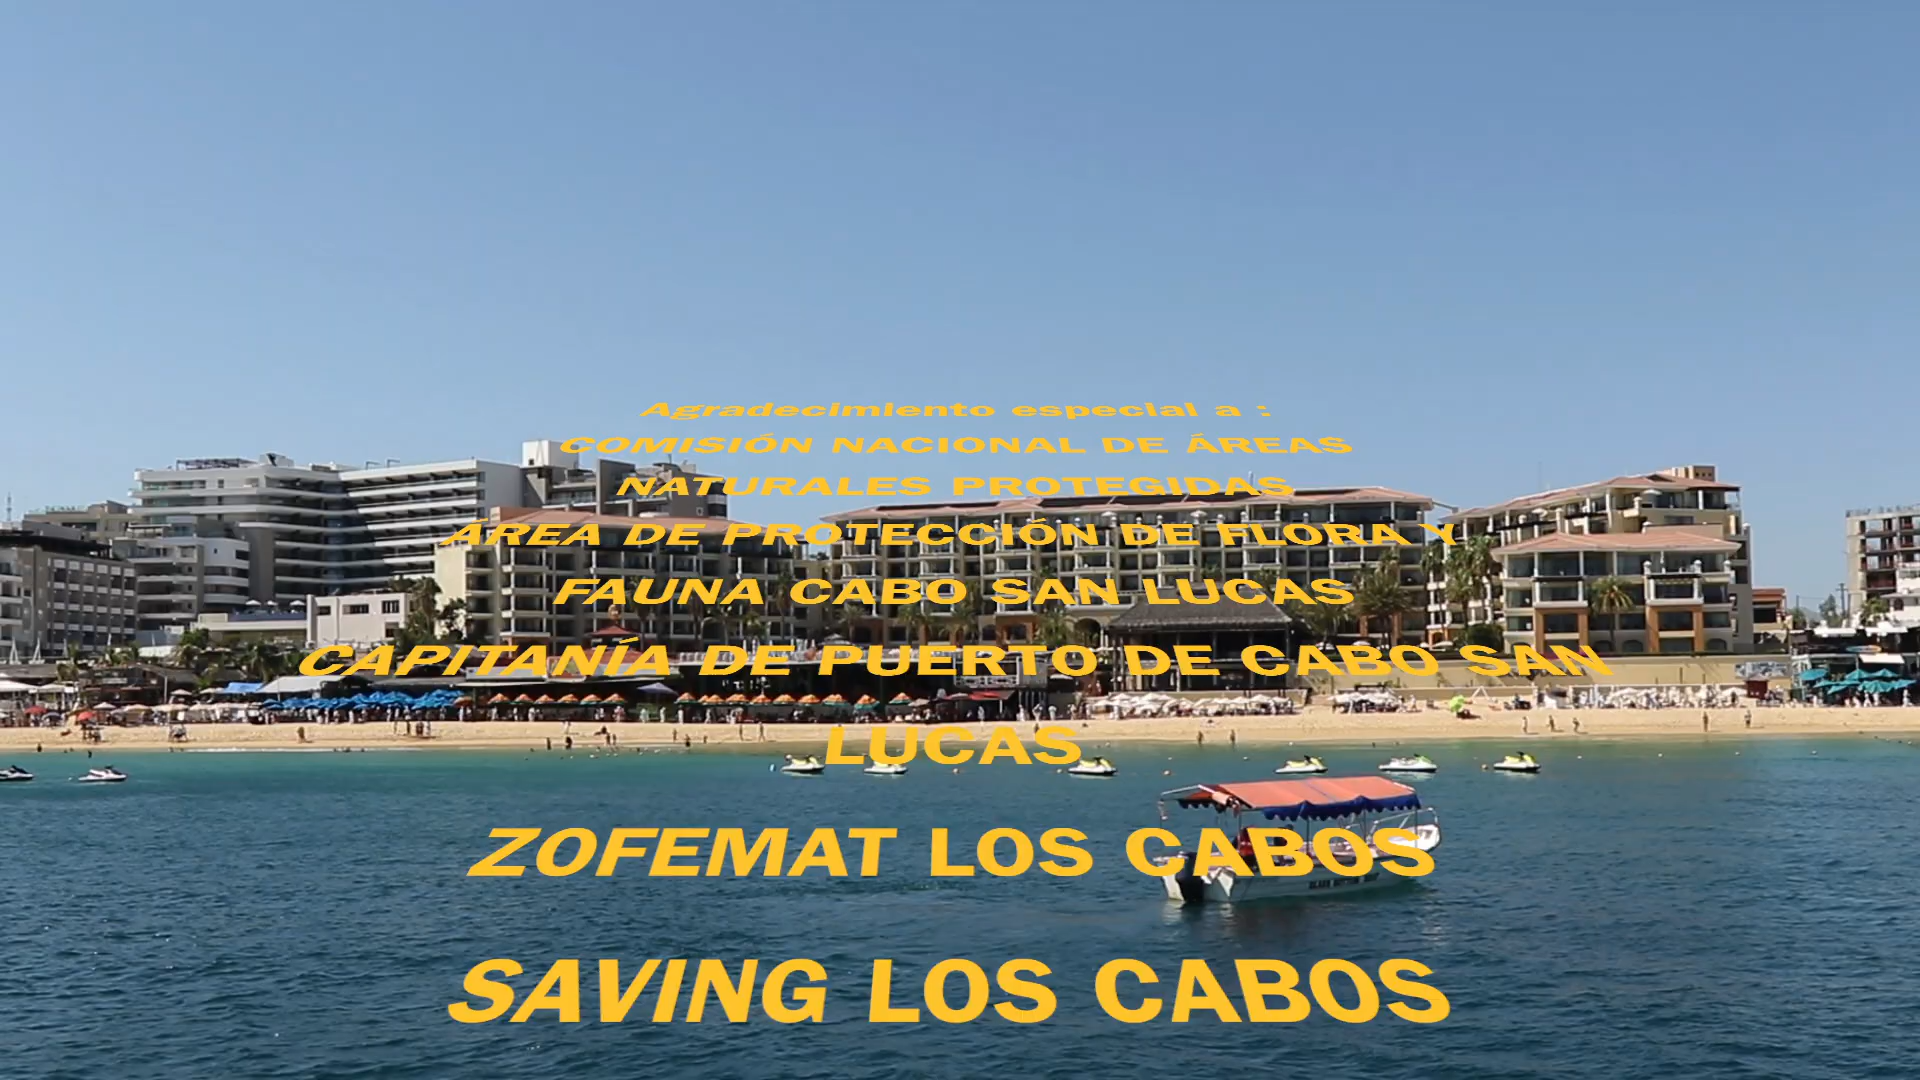 Agradecimiento especial a :
COMISIÓN NACIONAL DE ÁREAS
NATURALES PROTEGIDAS
ÁREA DE PROTECCIÓN DE FLORA Y
FAUNA CABO SAN LUCAS
CAPITANÍA DE PUERTO DE CABO SAN
LUCAS
ZOFEMAT LOS CABOS
SAVING LOS CABOS